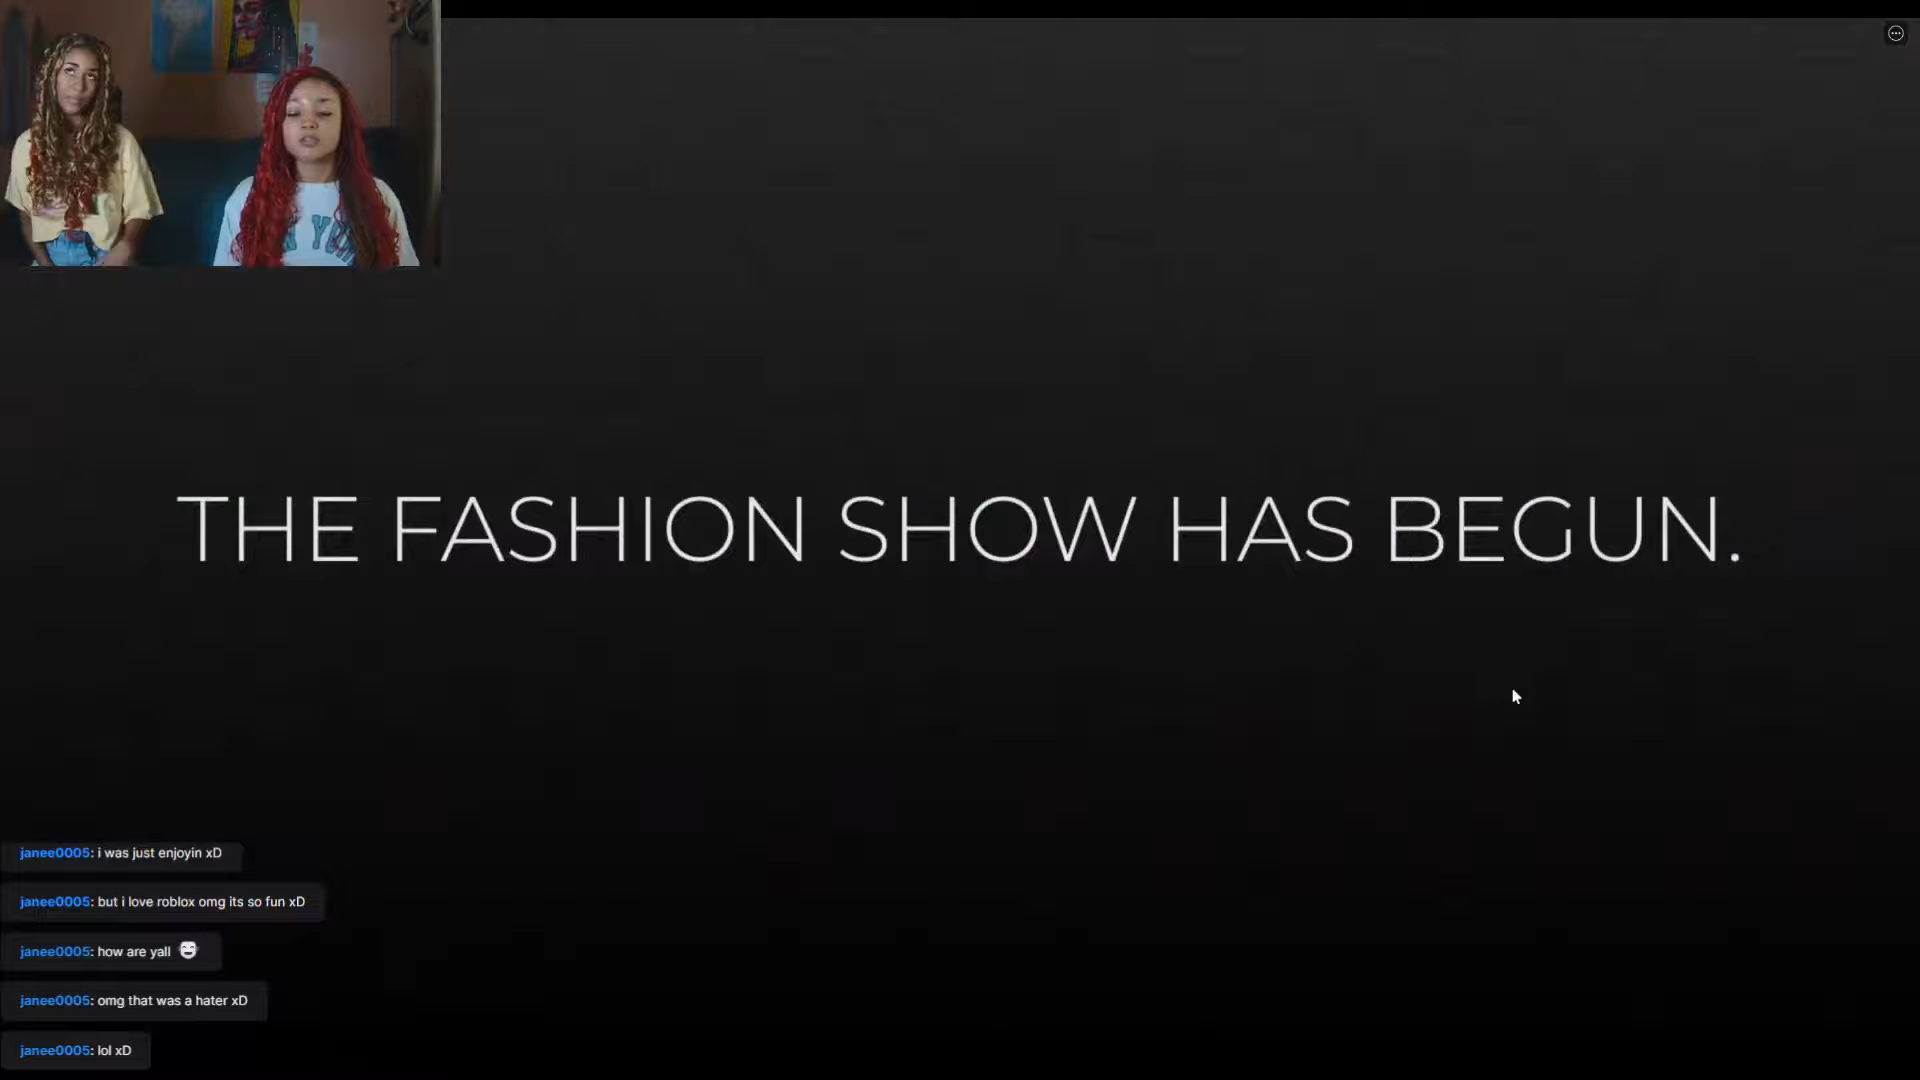 THE FASHION SHOW HAS BEGUN.
janee0005: i was just enjoyin xD
janee0005: but i love roblox omg its so fun xD
janee0005: how are yall
janee0005: omg that was a hater xD
janee0005: lol xD